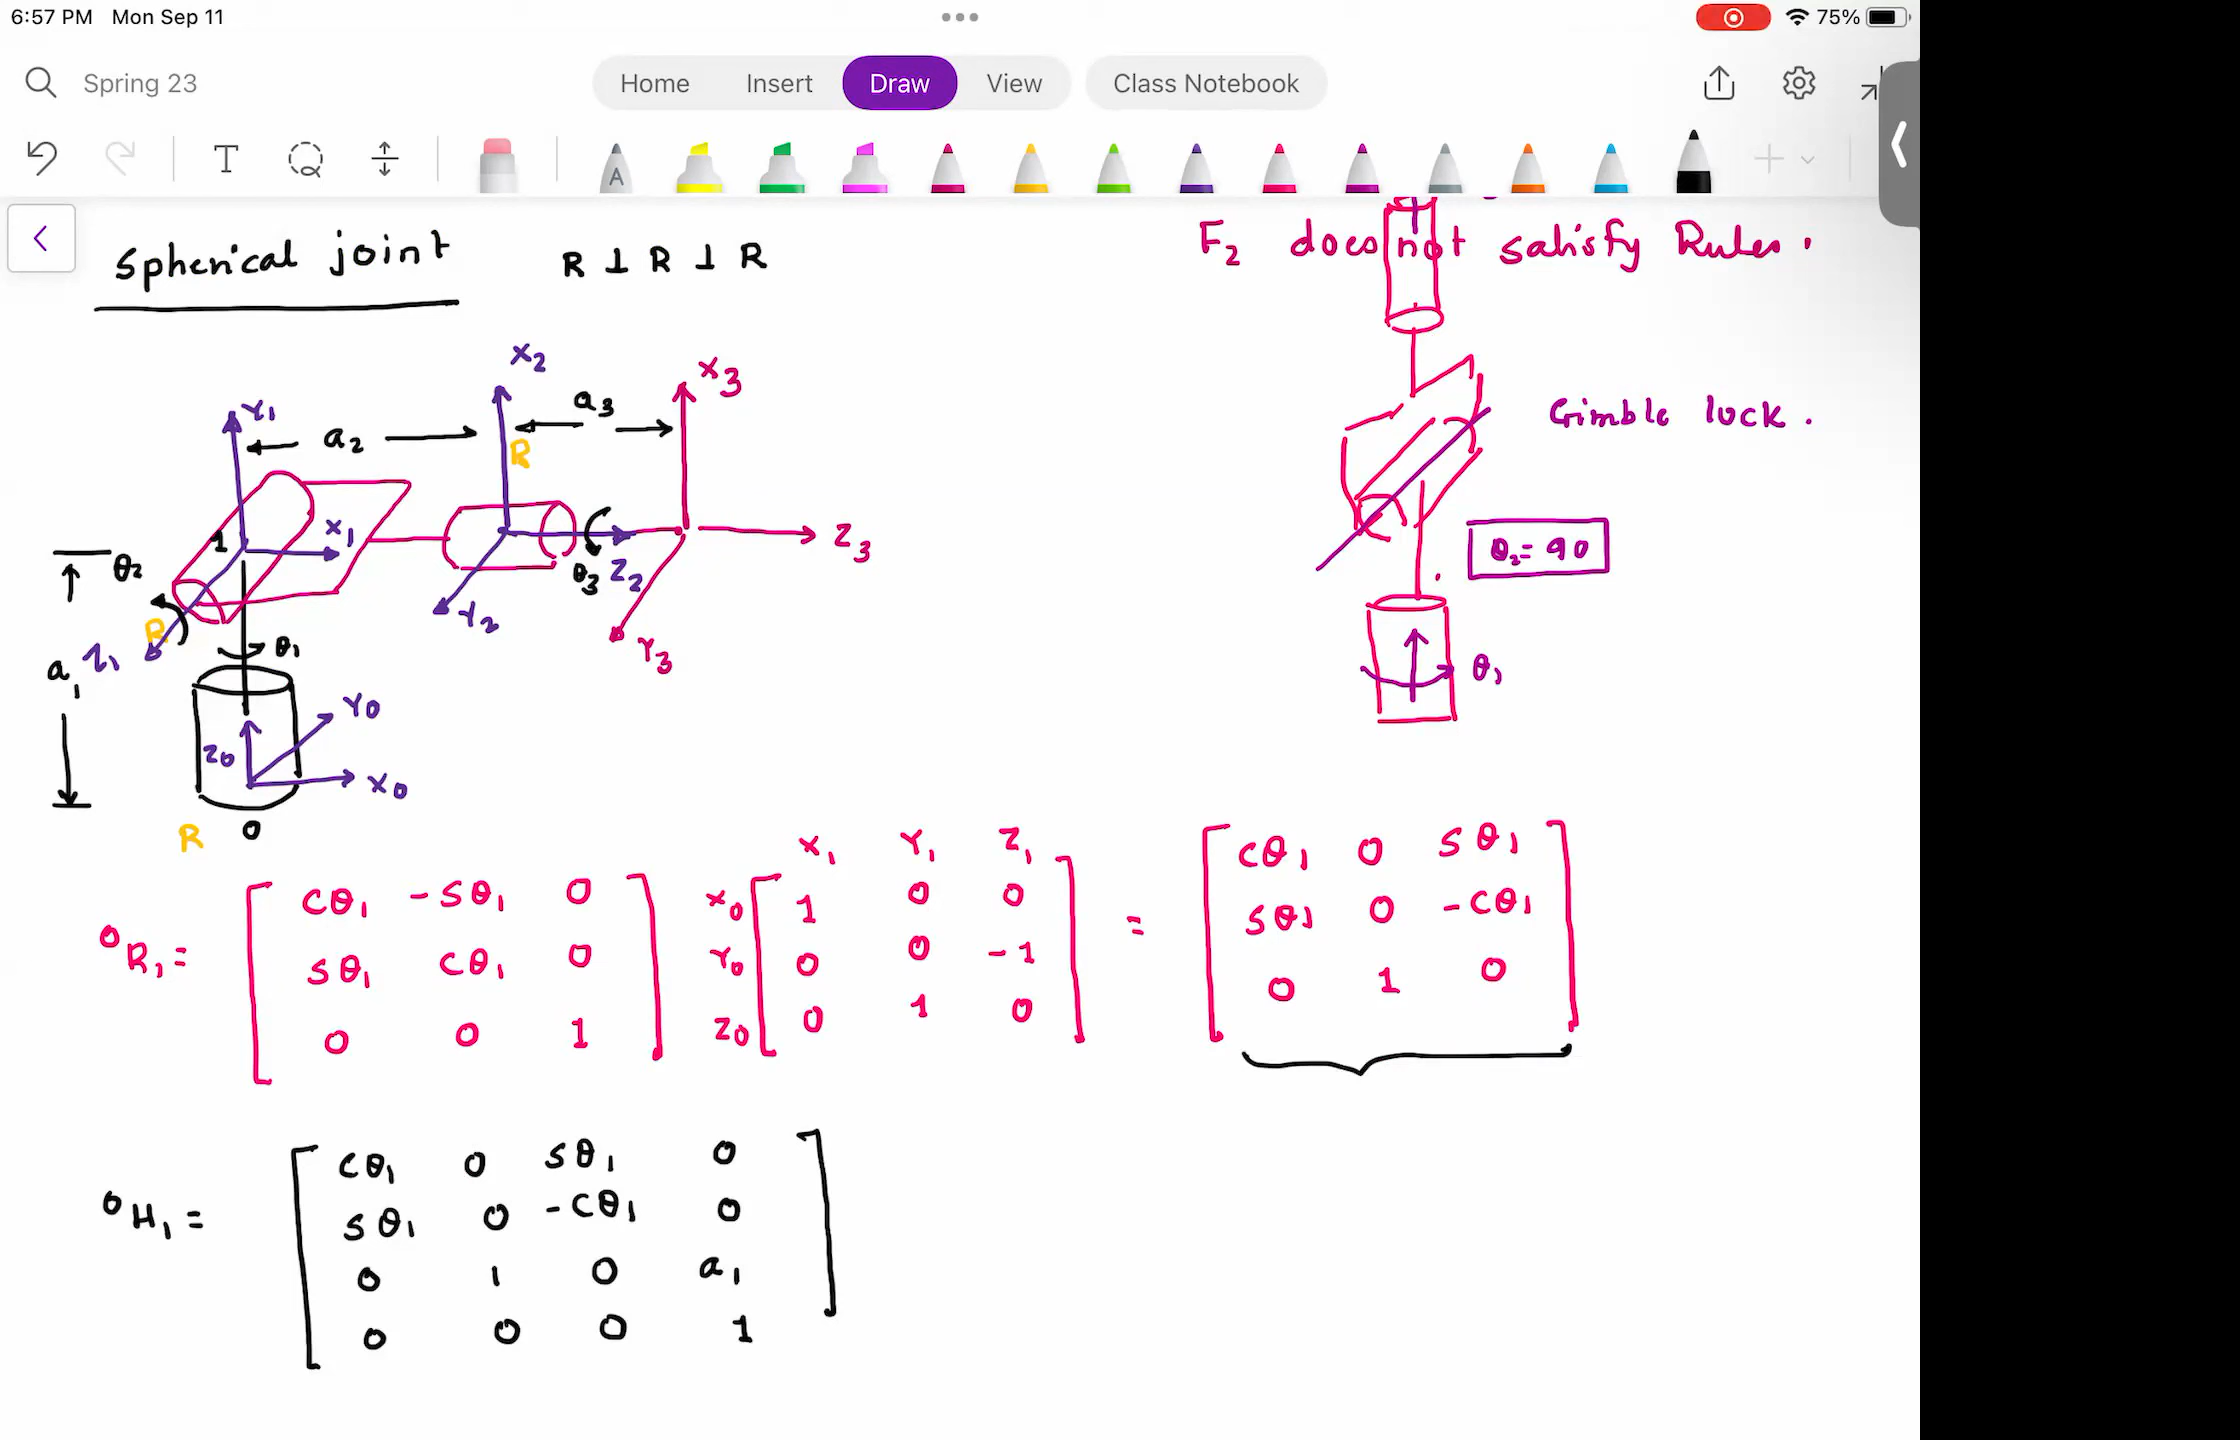 6:57 PM Mon Sep 11
75%
Spring 23
Home Insert Draw View Class Notebook
T
A
Spherical joint R ⊥ R ⊥ R
F2 does not satisfy Rules.
X2
X3
a3
Y1
a2
R
Gimble lock.
1
X1
Z3
θ2
θ3
Z2
θ2 = 90
Y2
R
a1
Z1
θ1
Y3
θ1
Y0
Z0
X0
R
0
X1 Y1 Z1
0R1 = [ cθ1 -sθ1 0 ] X0 [ 1 0 0 ] = [ cθ1 0 sθ1 ]
[ sθ1 cθ1 0 ] Y0 [ 0 0 -1 ] [ sθ1 0 -cθ1 ]
[ 0 0 1 ] Z0 [ 0 1 0 ] [ 0 1 0 ]
0H1 = [ cθ1 0 sθ1 0 ]
[ sθ1 0 -cθ1 0 ]
[ 0 1 0 a1 ]
[ 0 0 0 1 ]